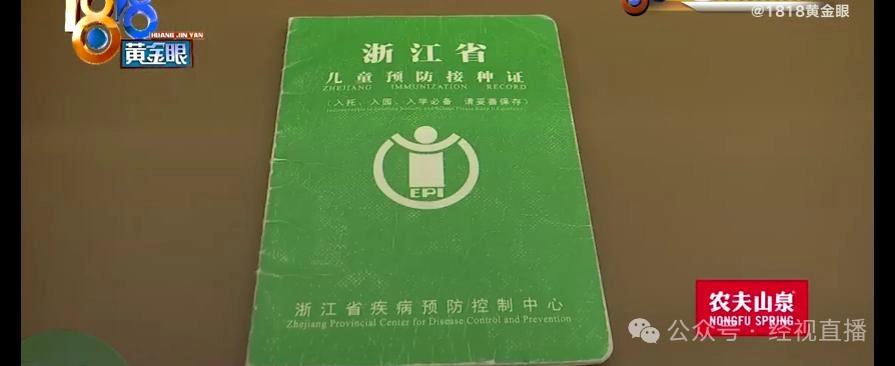 1818
HUANG JIN YAN
黄金眼
@1818黄金眼
浙江省
儿童预防接种证
ZHEJIANG IMMUNIZATION RECORD
(入托、入园、入学必备 请妥善保存)
EPI
浙江省疾病预防控制中心
Zhejiang Provincial Center for Disease Control and Prevention
农夫山泉
NONGFU SPRING
公众号·经视直播